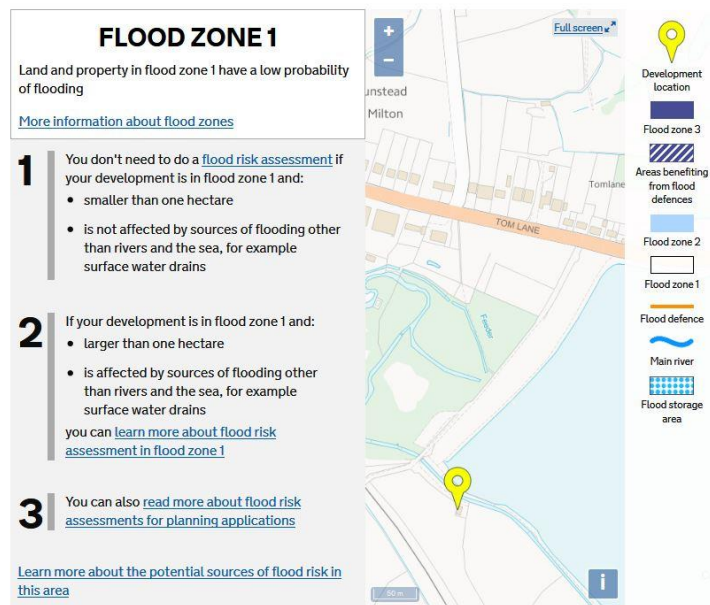 FLOOD ZONE 1
Land and property in flood zone 1 have a low probability
of flooding
More information about flood zones
1
You don't need to do a flood risk assessment if
your development is in flood zone 1 and:
• smaller than one hectare
• is not affected by sources of flooding other
than rivers and the sea, for example
surface water drains
2
If your development is in flood zone 1 and:
• larger than one hectare
• is affected by sources of flooding other
than rivers and the sea, for example
surface water drains
you can learn more about flood risk
assessment in flood zone 1
3
You can also read more about flood risk
assessments for planning applications
Learn more about the potential sources of flood risk in
this area
+
−
Full screen
unstead
Milton
Tomlane
TOM LANE
Feeder
50 m
i
Development
location
Flood zone 3
Areas benefiting
from flood
defences
Flood zone 2
Flood zone 1
Flood defence
Main river
Flood storage
area